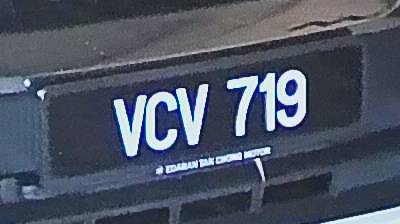 VCV 719
EDARAN TAN CHONG MOTOR